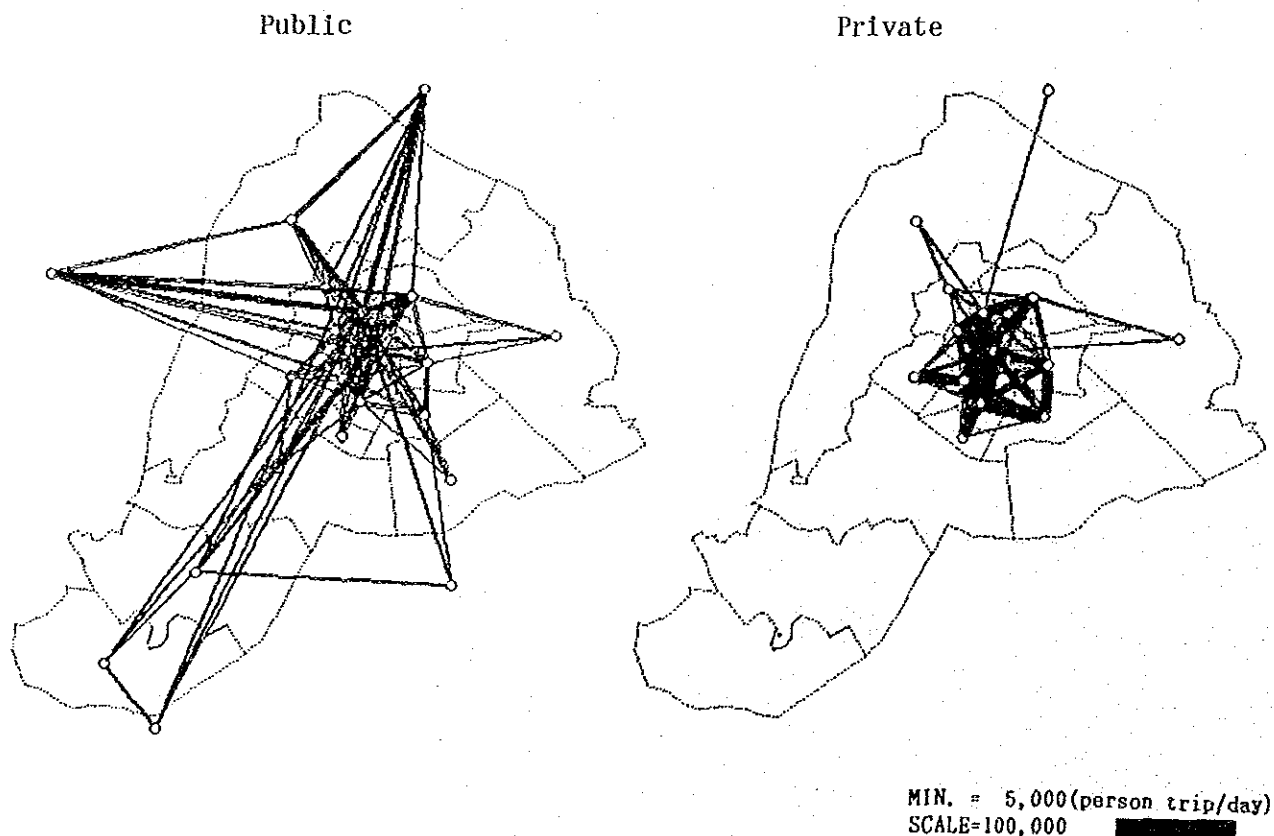 Public
Private
MIN. = 5,000(person trip/day)
SCALE=100,000